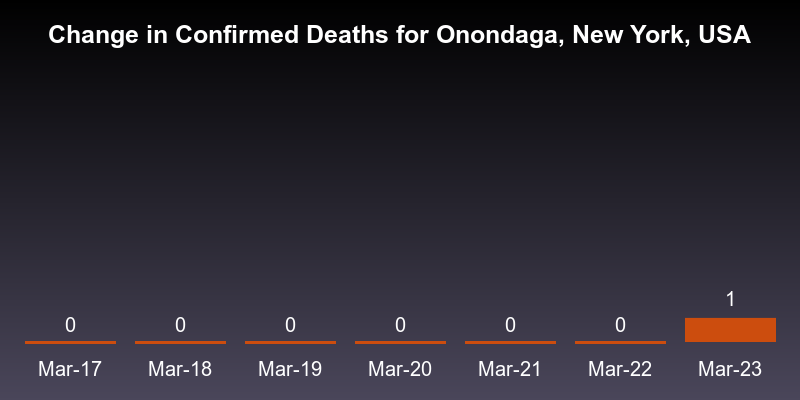 Change in Confirmed Deaths for Onondaga, New York, USA
0 0 0 0 0 0 1
Mar-17 Mar-18 Mar-19 Mar-20 Mar-21 Mar-22 Mar-23